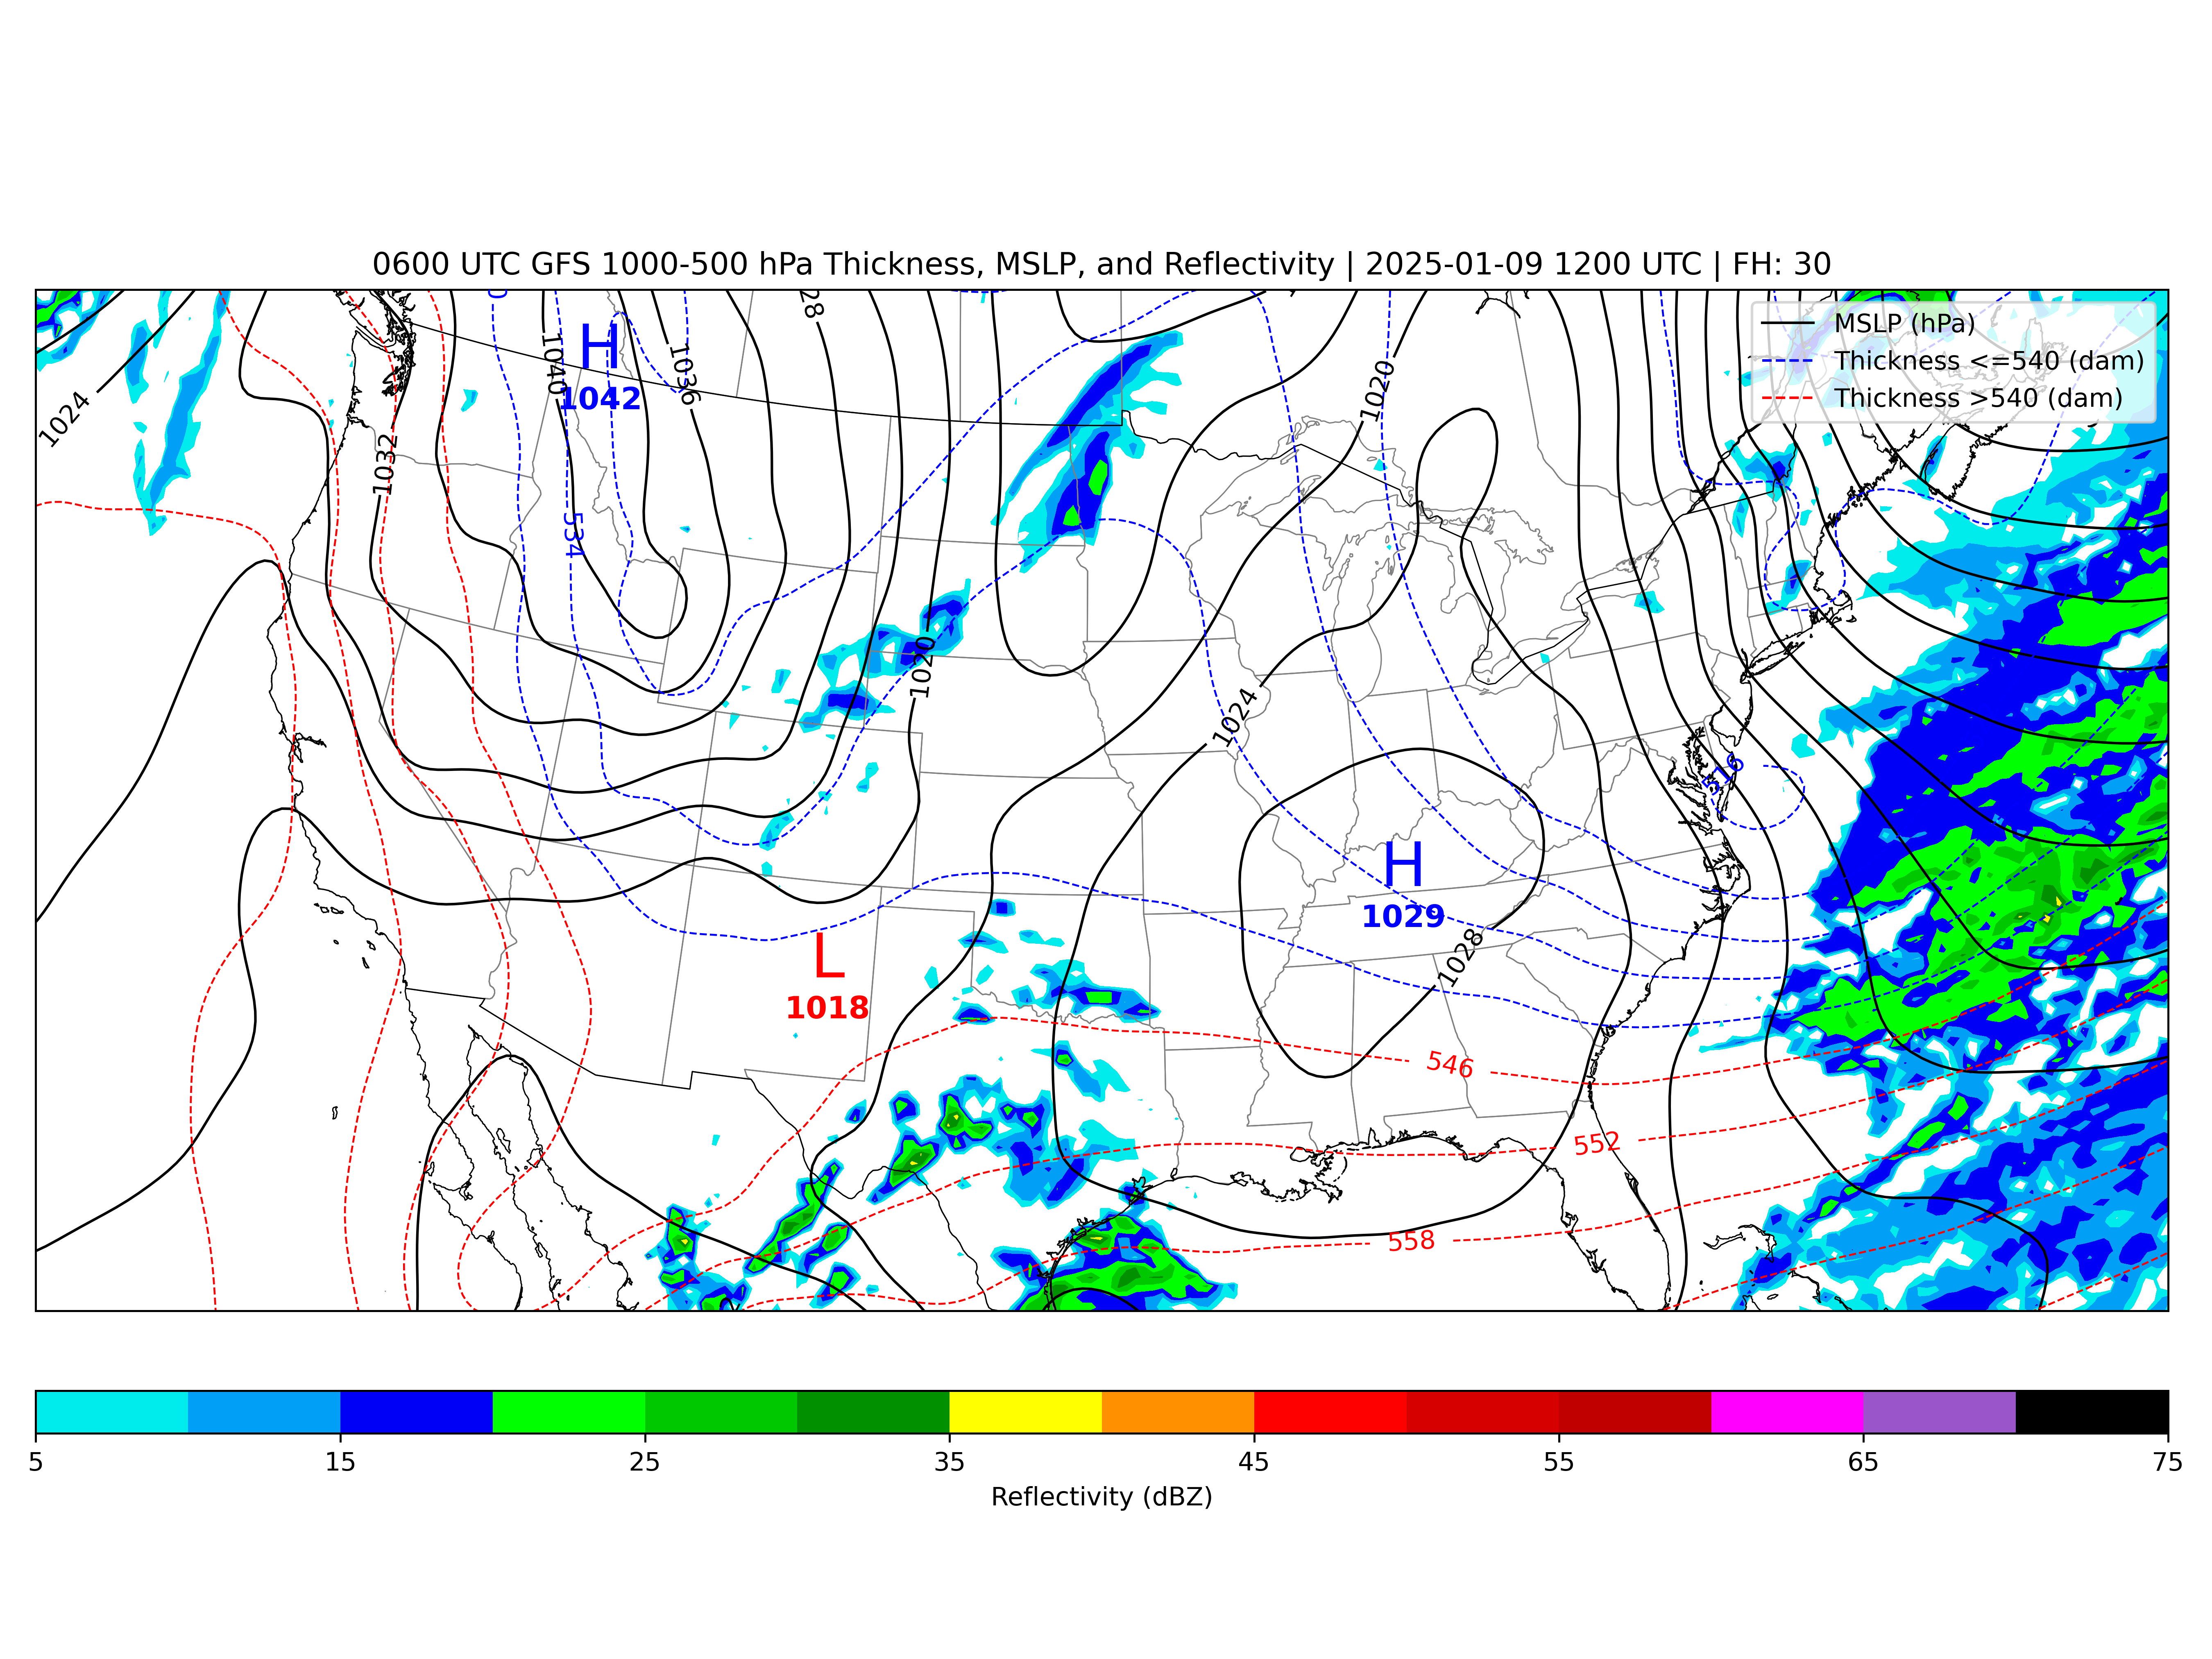 0600 UTC GFS 1000-500 hPa Thickness, MSLP, and Reflectivity | 2025-01-09 1200 UTC | FH: 30
MSLP (hPa)
Thickness <=540 (dam)
Thickness >540 (dam)
28
H
1042
1040
1036
1020
1024
1032
534
1020
1024
516
H
1029
1028
L
1018
546
552
558
5 15 25 35 45 55 65 75
Reflectivity (dBZ)